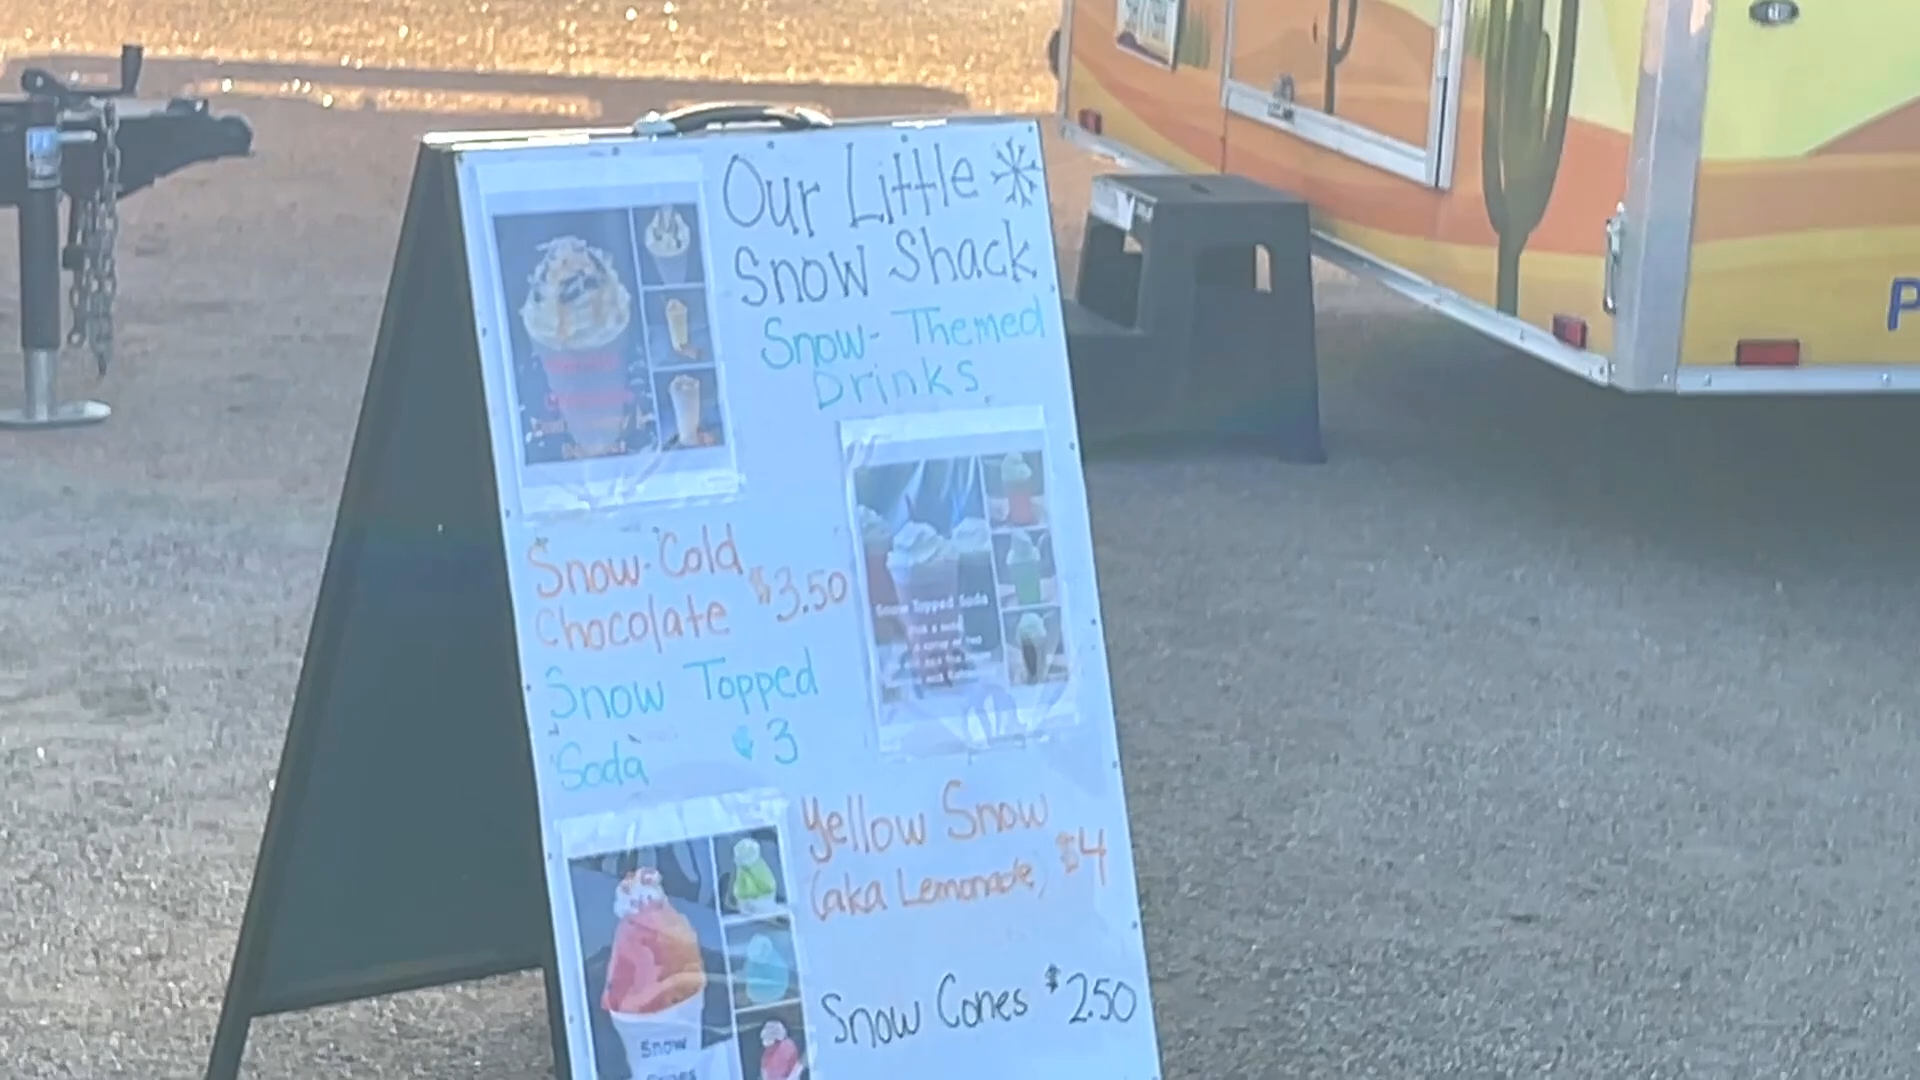 Our Little
Snow Shack
Snow-Themed
Drinks
Snow-Cold
Chocolate $3.50
Snow Topped Soda
Snow Topped
Soda $3
Yellow Snow
(aka Lemonade) $4
Snow Cones $2.50
Snow
Cones
P